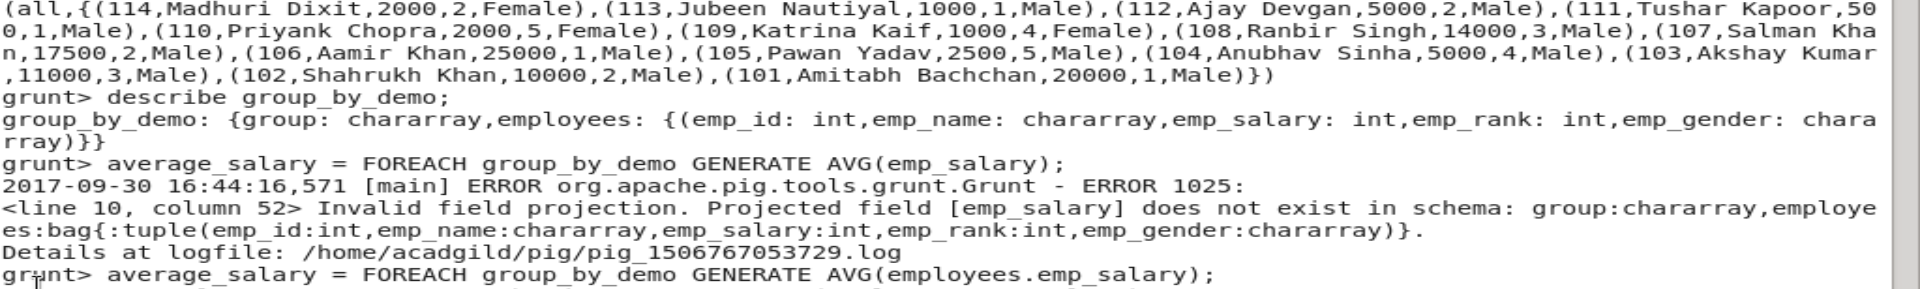 (all,{(114,Madhuri Dixit,2000,2,Female),(113,Jubeen Nautiyal,1000,1,Male),(112,Ajay Devgan,5000,2,Male),(111,Tushar Kapoor,50
0,1,Male),(110,Priyank Chopra,2000,5,Female),(109,Katrina Kaif,1000,4,Female),(108,Ranbir Singh,14000,3,Male),(107,Salman Kha
n,17500,2,Male),(106,Aamir Khan,25000,1,Male),(105,Pawan Yadav,2500,5,Male),(104,Anubhav Sinha,5000,4,Male),(103,Akshay Kumar
,11000,3,Male),(102,Shahrukh Khan,10000,2,Male),(101,Amitabh Bachchan,20000,1,Male)})
grunt> describe group_by_demo;
group_by_demo: {group: chararray,employees: {(emp_id: int,emp_name: chararray,emp_salary: int,emp_rank: int,emp_gender: chara
rray)}}
grunt> average_salary = FOREACH group_by_demo GENERATE AVG(emp_salary);
2017-09-30 16:44:16,571 [main] ERROR org.apache.pig.tools.grunt.Grunt - ERROR 1025:
<line 10, column 52> Invalid field projection. Projected field [emp_salary] does not exist in schema: group:chararray,employe
es:bag{:tuple(emp_id:int,emp_name:chararray,emp_salary:int,emp_rank:int,emp_gender:chararray)}.
Details at logfile: /home/acadgild/pig/pig_1506767053729.log
grunt> average_salary = FOREACH group_by_demo GENERATE AVG(employees.emp_salary);